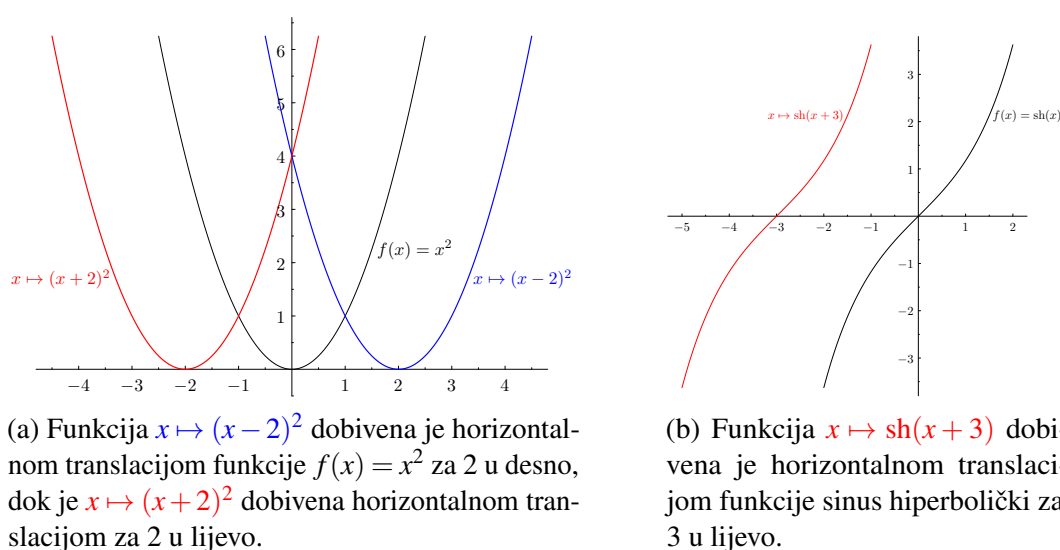 6
5
4
3
2
1
−4
−3
−2
−1
1
2
3
4
f(x) = x²
x ↦ (x + 2)²
x ↦ (x − 2)²
(a) Funkcija x ↦ (x − 2)² dobivena je horizontal-
nom translacijom funkcije f(x) = x² za 2 u desno,
dok je x ↦ (x+2)² dobivena horizontalnom tran-
slacijom za 2 u lijevo.
3
2
1
−1
−2
−3
−5
−4
−3
−2
−1
1
2
x ↦ sh(x + 3)
f(x) = sh(x)
(b) Funkcija x ↦ sh(x + 3) dobi-
vena je horizontalnom translaci-
jom funkcije sinus hiperbolički za
3 u lijevo.